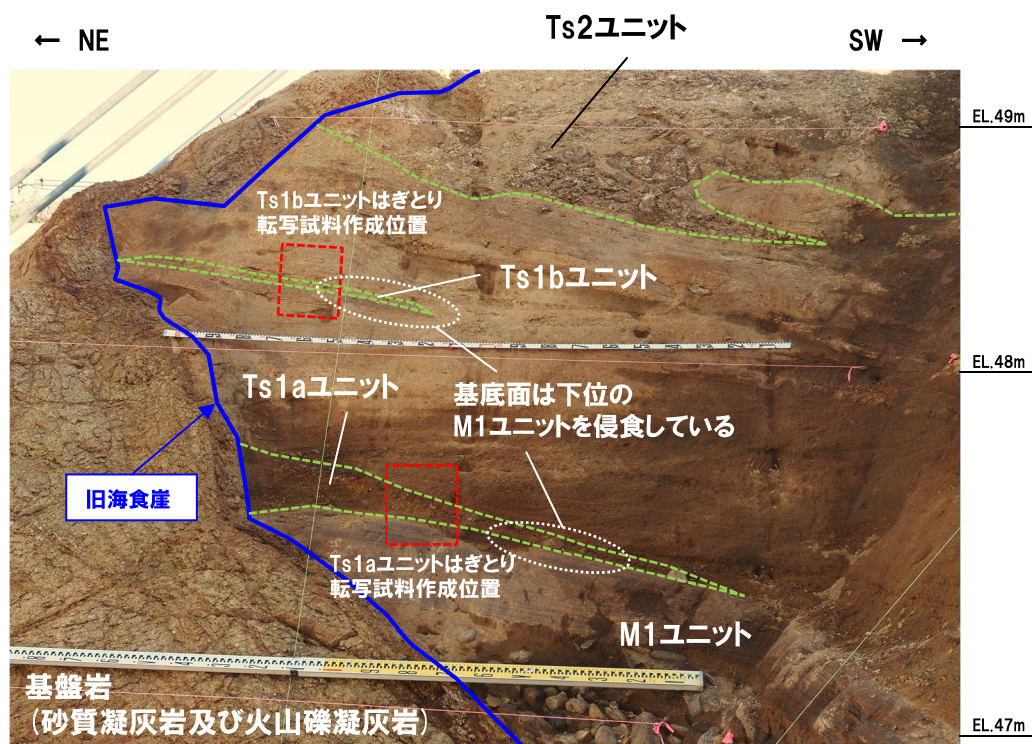 Ts2ユニット
← NE
SW →
EL.49m
Ts1bユニットはぎとり
転写試料作成位置
Ts1bユニット
EL.48m
Ts1aユニット
基底面は下位の
M1ユニットを侵食している
旧海食崖
Ts1aユニットはぎとり
転写試料作成位置
M1ユニット
基盤岩
(砂質凝灰岩及び火山礫凝灰岩)
EL.47m